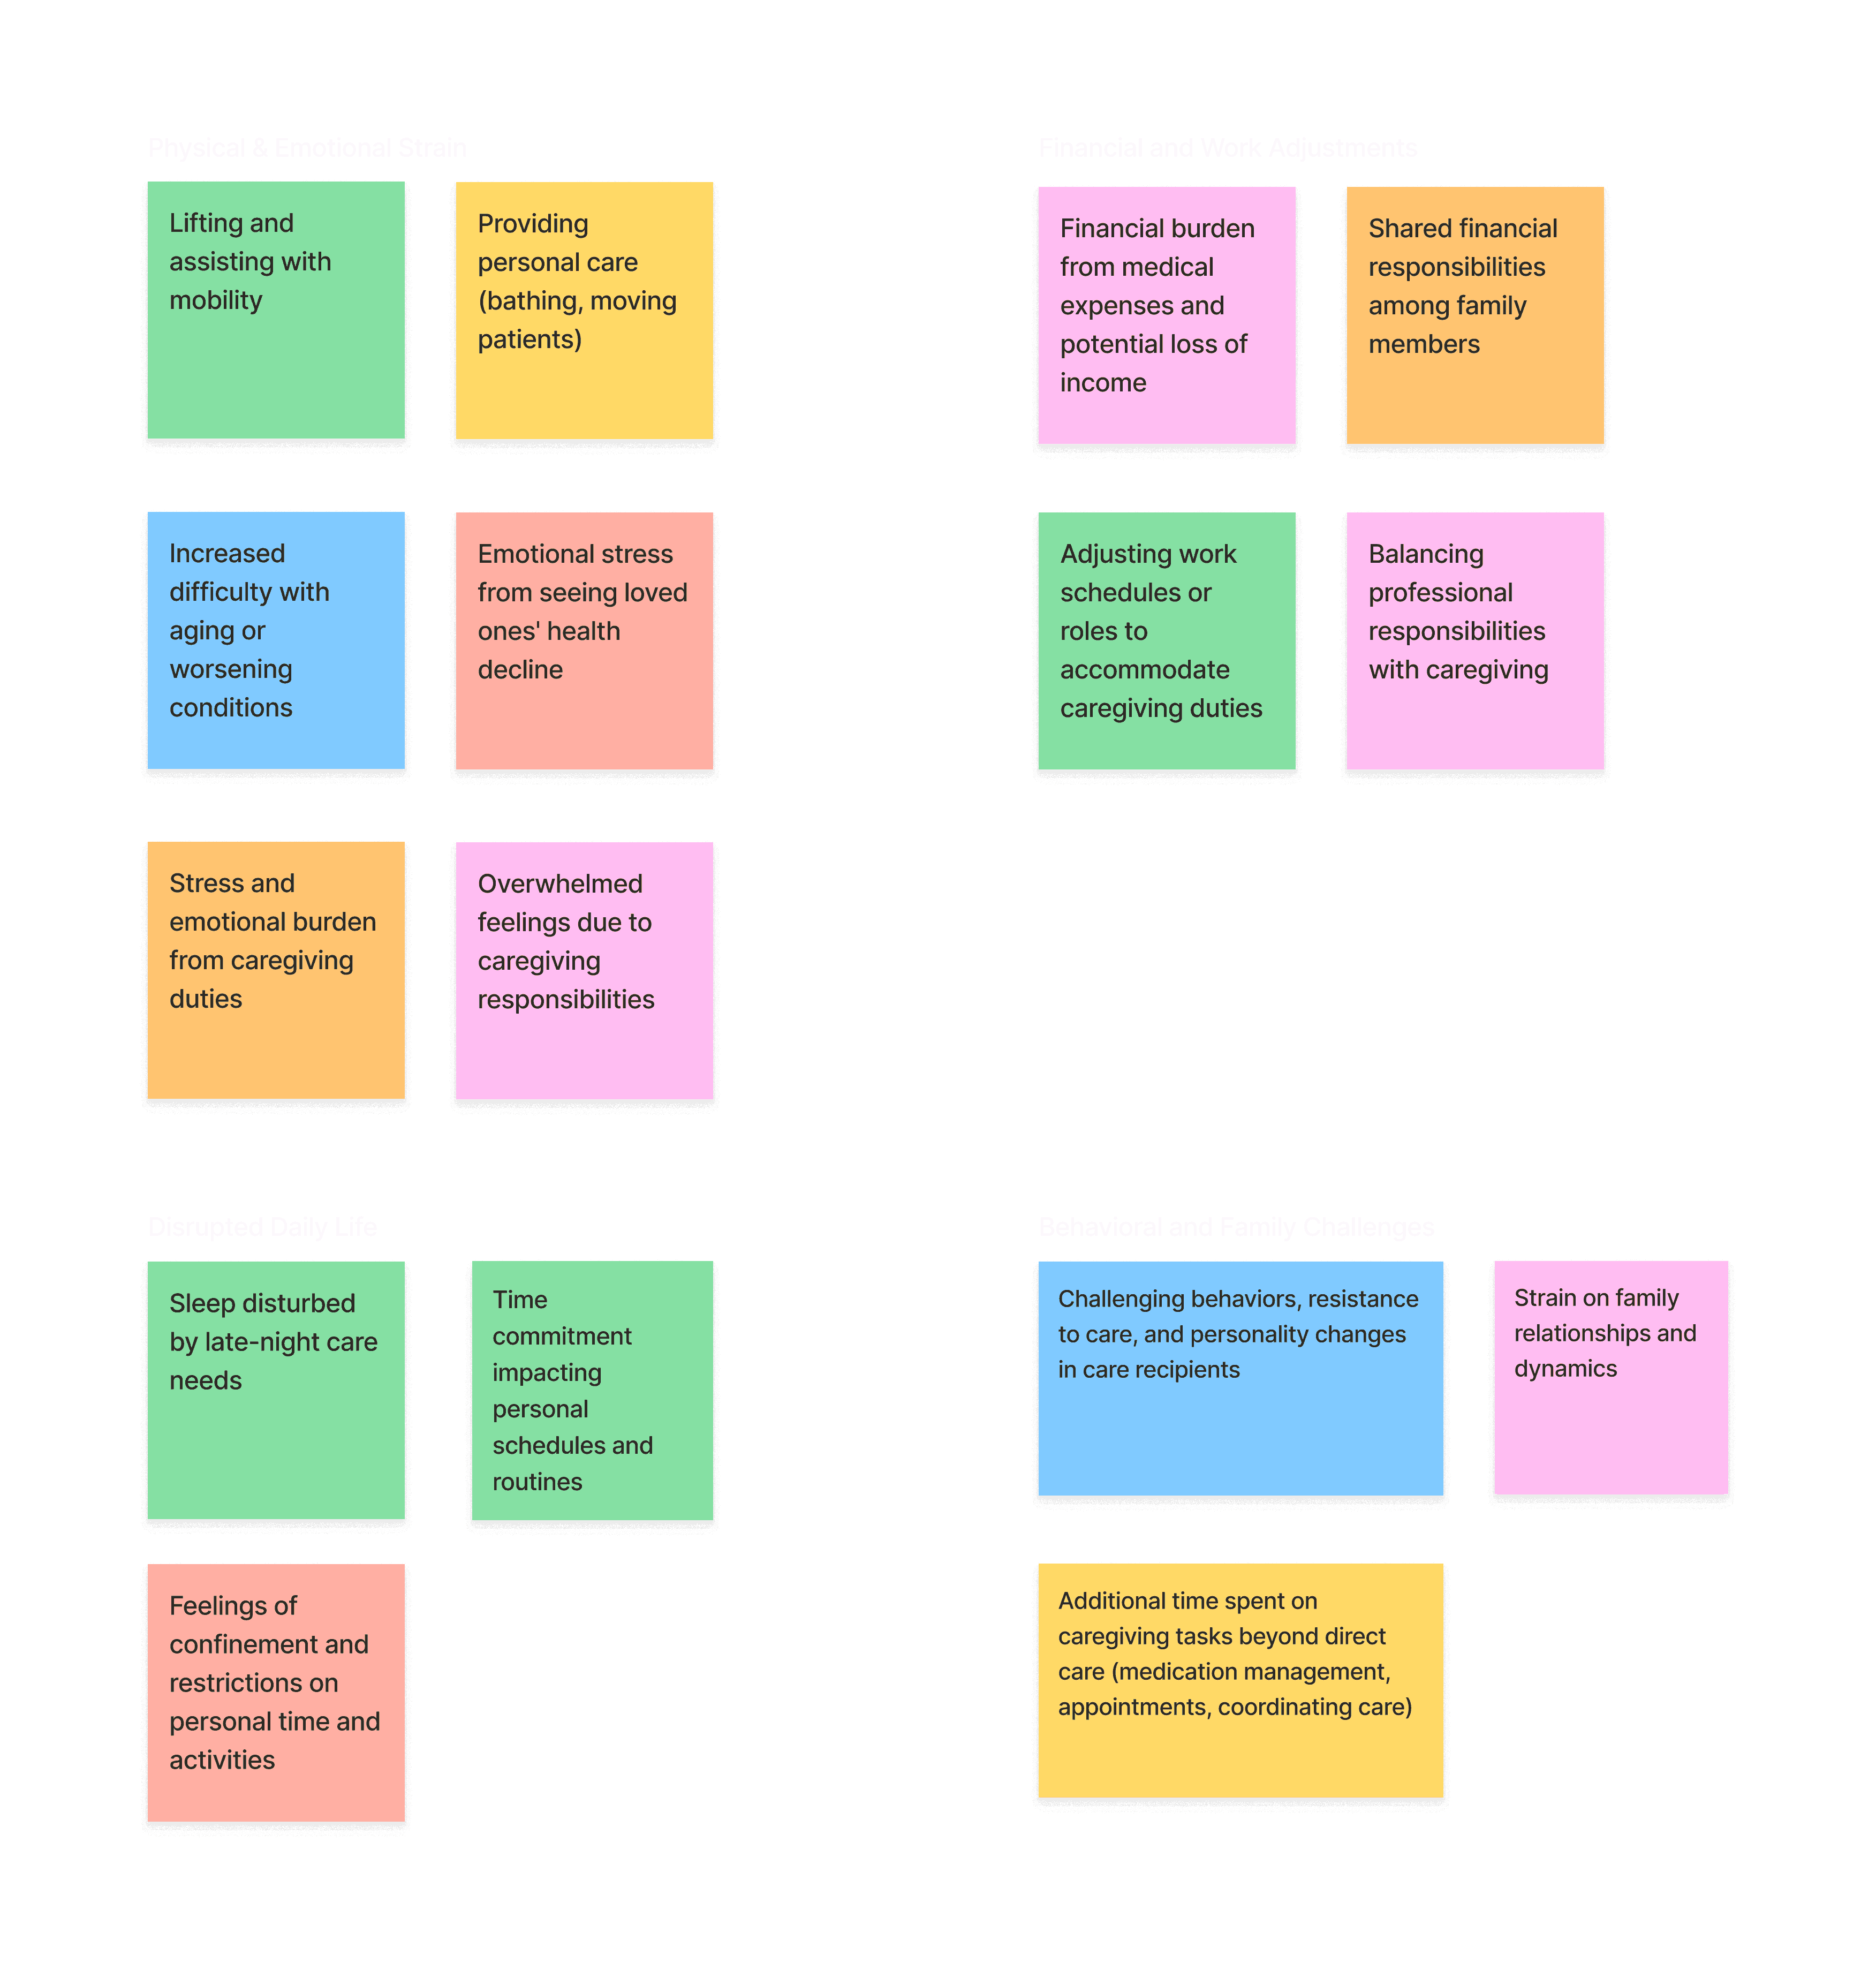 Physical & Emotional Strain
Lifting and
assisting with
mobility
Providing
personal care
(bathing, moving
patients)
Increased
difficulty with
aging or
worsening
conditions
Emotional stress
from seeing loved
ones' health
decline
Stress and
emotional burden
from caregiving
duties
Overwhelmed
feelings due to
caregiving
responsibilities
Financial and Work Adjustments
Financial burden
from medical
expenses and
potential loss of
income
Shared financial
responsibilities
among family
members
Adjusting work
schedules or
roles to
accommodate
caregiving duties
Balancing
professional
responsibilities
with caregiving
Disrupted Daily Life
Sleep disturbed
by late-night care
needs
Time
commitment
impacting
personal
schedules and
routines
Feelings of
confinement and
restrictions on
personal time and
activities
Behavioral and Family Challenges
Challenging behaviors, resistance
to care, and personality changes
in care recipients
Strain on family
relationships and
dynamics
Additional time spent on
caregiving tasks beyond direct
care (medication management,
appointments, coordinating care)